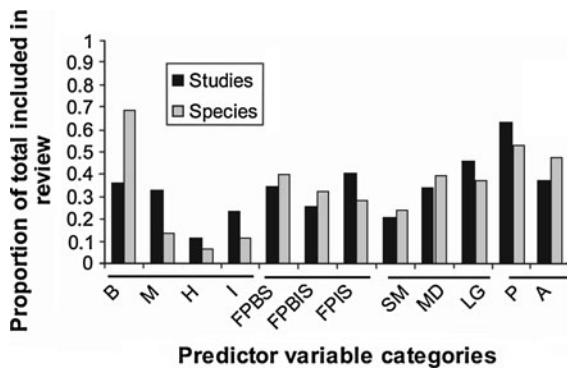 Proportion of total included in
review
1
0.9
0.8
0.7
0.6
0.5
0.4
0.3
0.2
0.1
0
Studies
Species
B
M
H
I
FPBS
FPBIS
FPIS
SM
MD
LG
P
A
Predictor variable categories